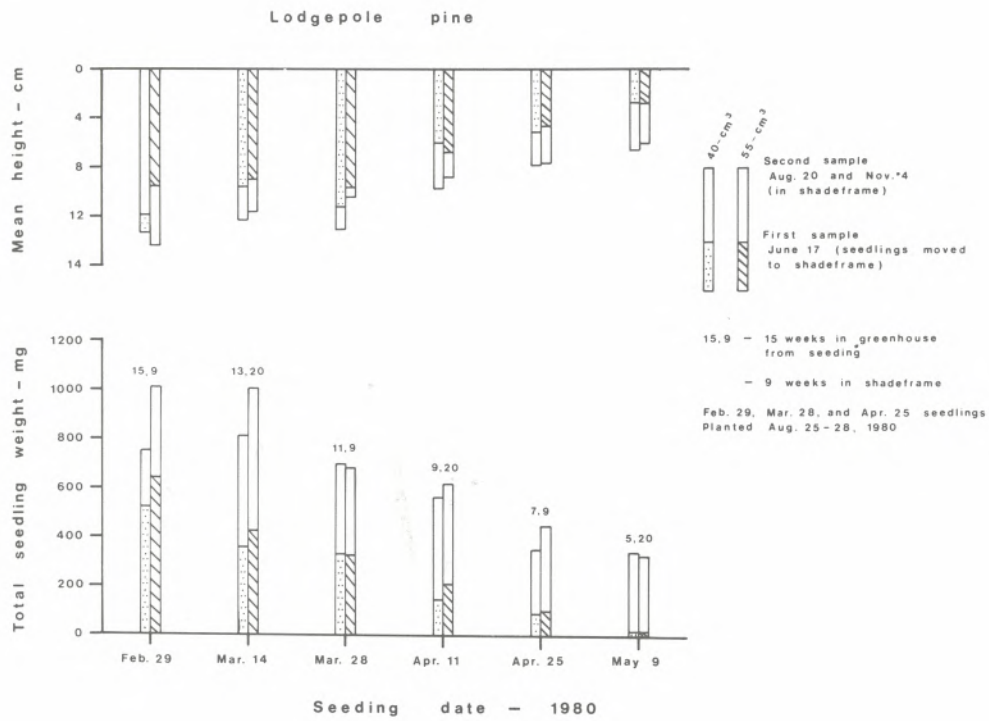 Lodgepole pine
Mean height - cm
0
4
8
12
14
40-cm³
55-cm³
Second sample
Aug. 20 and Nov.*4
(in shadeframe)
First sample
June 17 (seedlings moved
to shadeframe)
Total seedling weight - mg
1200
1000
800
600
400
200
0
15,9
13,20
11,9
9,20
7,9
5,20
15,9 - 15 weeks in greenhouse
from seeding*
- 9 weeks in shadeframe
Feb. 29, Mar. 28, and Apr. 25 seedlings
Planted Aug. 25-28, 1980
Feb. 29
Mar. 14
Mar. 28
Apr. 11
Apr. 25
May 9
Seeding date - 1980